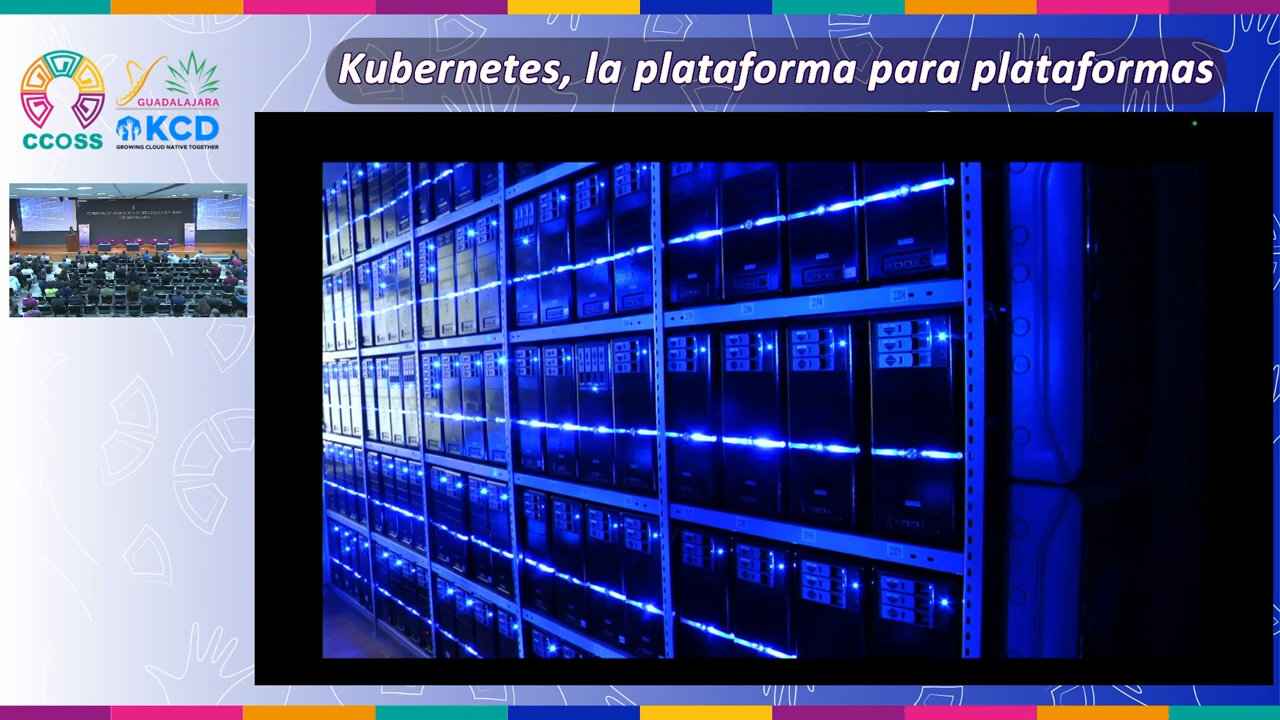 Kubernetes, la plataforma para plataformas
CCOSS
GUADALAJARA
KCD
GROWING CLOUD NATIVE TOGETHER